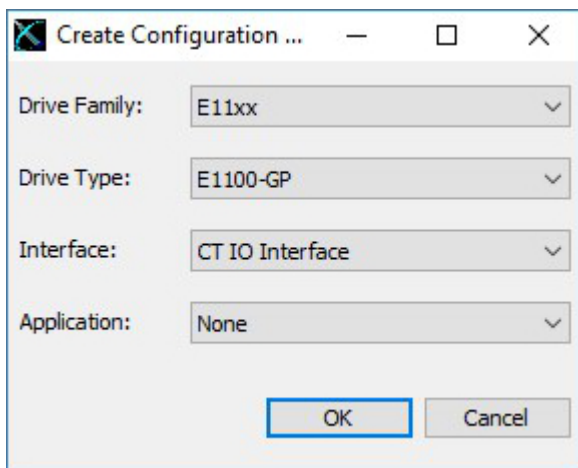 Create Configuration ...
Drive Family: E11xx
Drive Type: E1100-GP
Interface: CT IO Interface
Application: None
OK Cancel